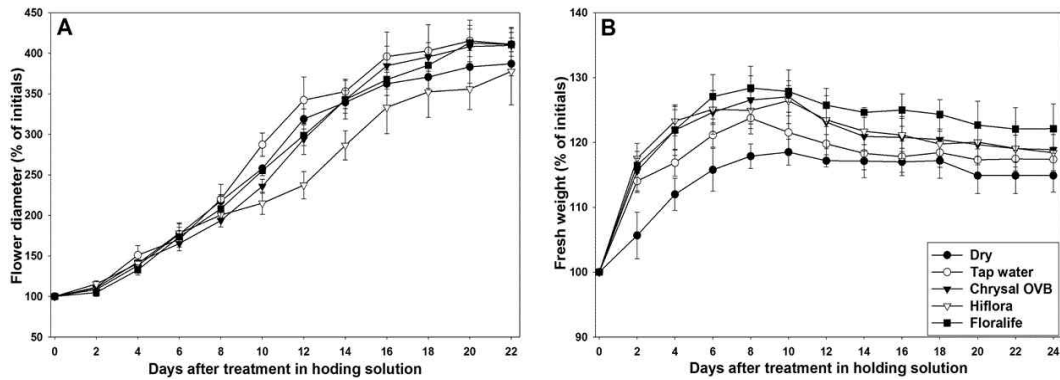 A
Flower diameter (% of initials)
450
400
350
300
250
200
150
100
50
0 2 4 6 8 10 12 14 16 18 20 22
Days after treatment in hoding solution
B
Fresh weight (% of initials)
140
130
120
110
100
90
0 2 4 6 8 10 12 14 16 18 20 22 24
Days after treatment in holding solution
Dry
Tap water
Chrysal OVB
Hiflora
Floralife